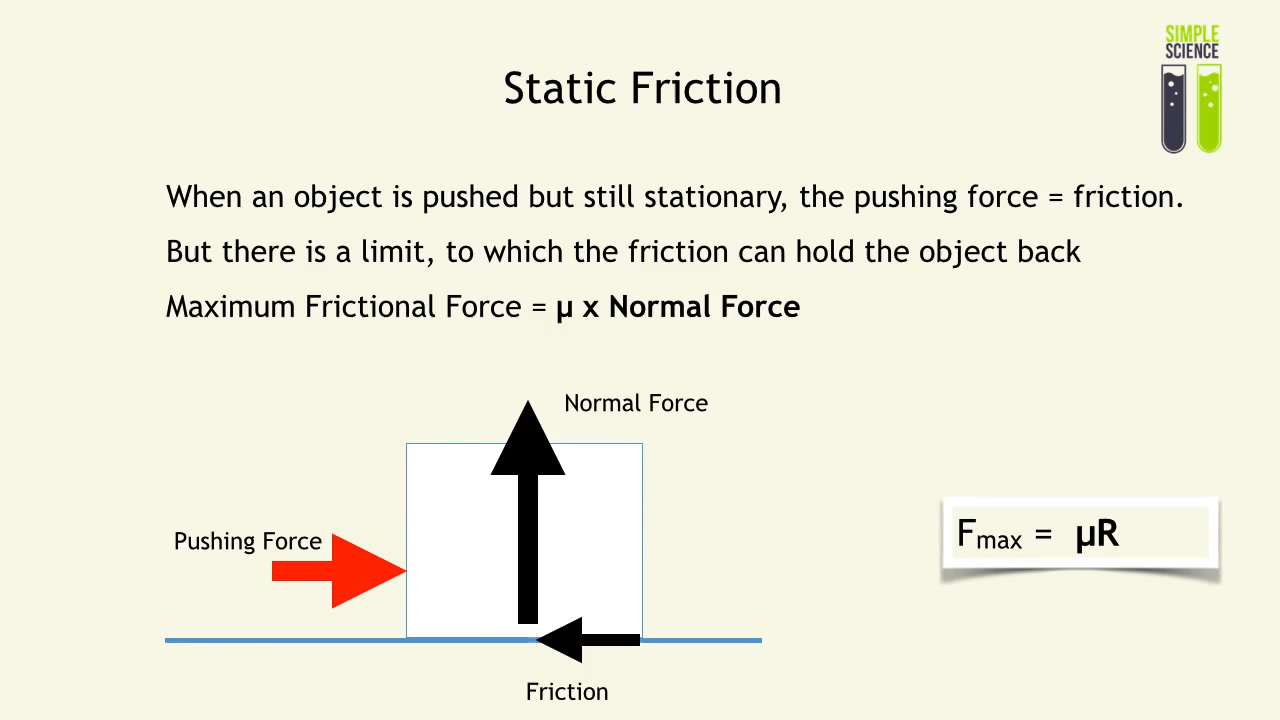 SIMPLE
SCIENCE
Static Friction
When an object is pushed but still stationary, the pushing force = friction.
But there is a limit, to which the friction can hold the object back
Maximum Frictional Force = µ x Normal Force
Normal Force
Pushing Force
Fmax = µR
Friction